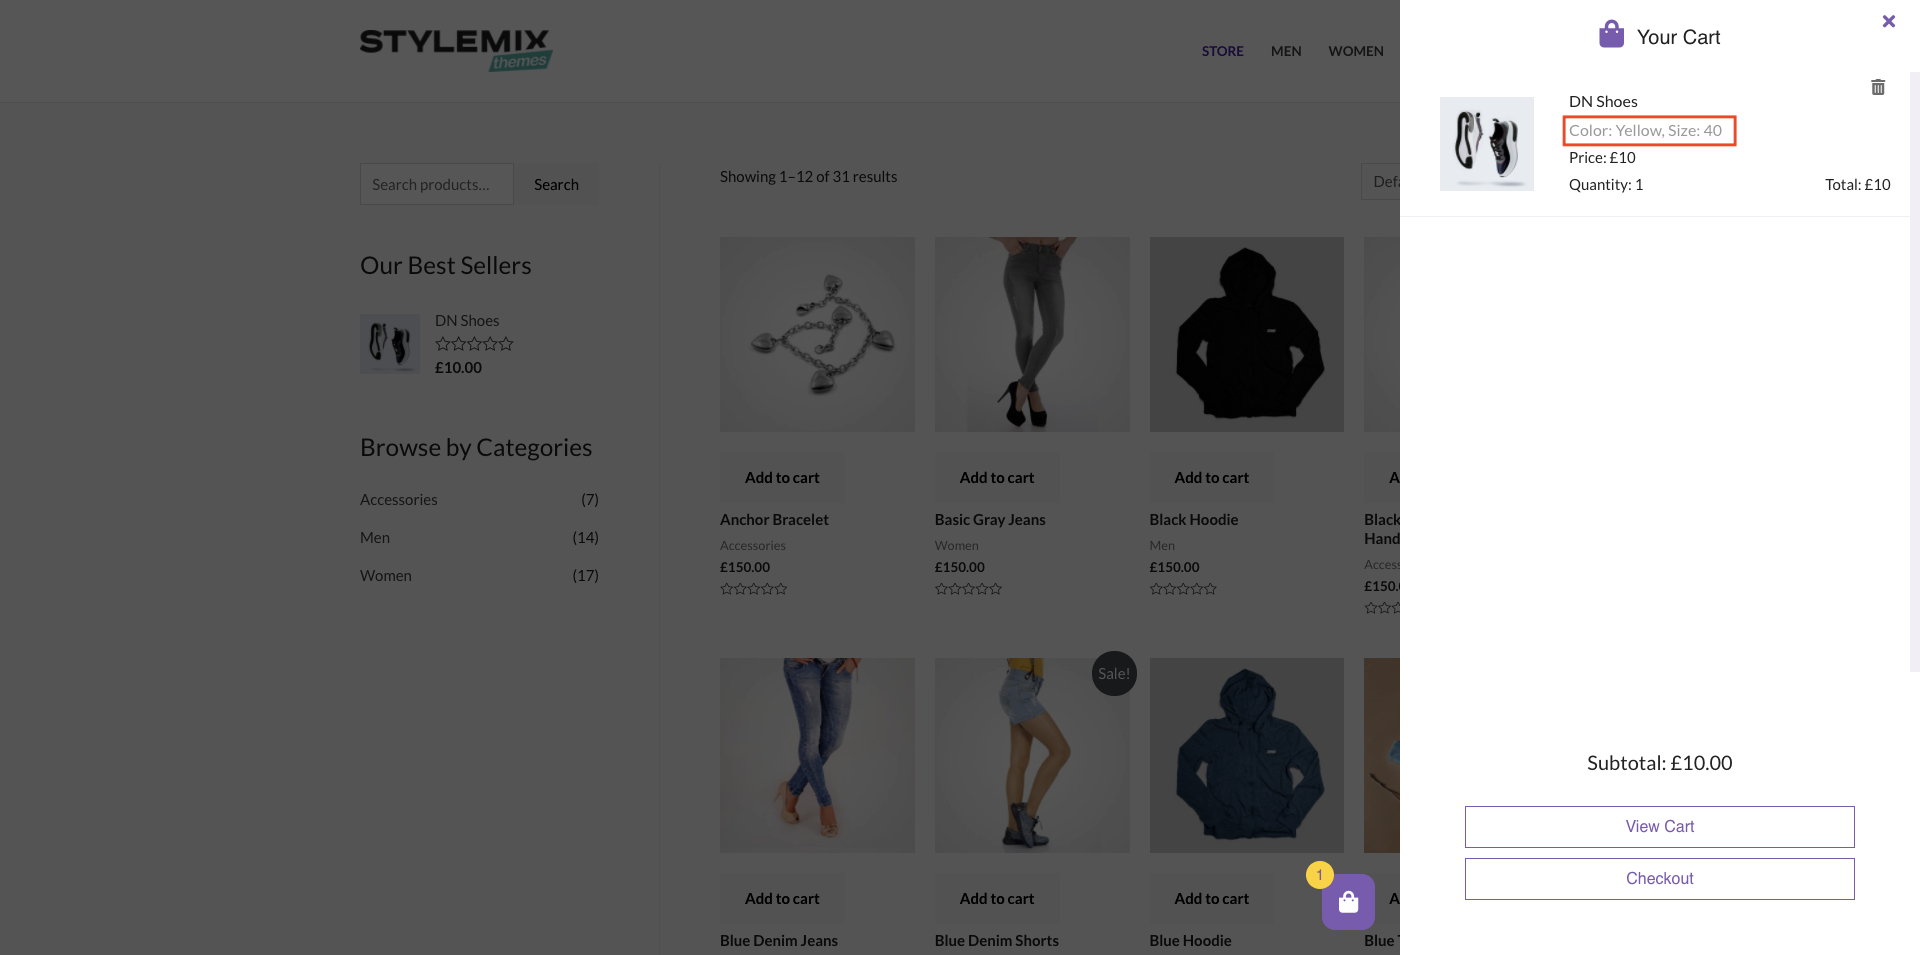 STYLEMIX
themes
STORE
MEN
WOMEN
Search products...
Search
Showing 1–12 of 31 results
Defa
Our Best Sellers
DN Shoes
£10.00
Browse by Categories
Accessories (7)
Men (14)
Women (17)
Add to cart
Anchor Bracelet
Accessories
£150.00
Add to cart
Basic Gray Jeans
Women
£150.00
Add to cart
Black Hoodie
Men
£150.00
A
Black
Hand
Access
£150.
Add to cart
Blue Denim Jeans
Sale!
Add to cart
Blue Denim Shorts
Add to cart
Blue Hoodie
A
Blue T
1
Your Cart
DN Shoes
Color: Yellow, Size: 40
Price: £10
Quantity: 1
Total: £10
Subtotal: £10.00
View Cart
Checkout